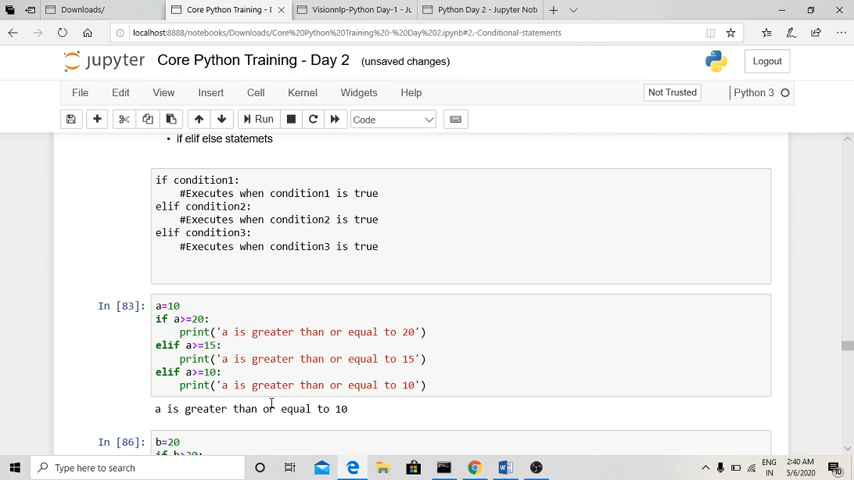 Downloads/
Core Python Training - D
Visionnlp-Python Day-1 - Ju
Python Day 2 - Jupyter Not
localhost:8888/notebooks/Downloads/Core%20Python%20Training%20-%20Day%202.ipynb#2.-Conditional-statements
jupyter Core Python Training - Day 2 (unsaved changes)
Logout
File Edit View Insert Cell Kernel Widgets Help
Not Trusted
Python 3
Run
Code
• if elif else statemets
if condition1:
#Executes when condition1 is true
elif condition2:
#Executes when condition2 is true
elif condition3:
#Executes when condition3 is true
In [83]: a=10
if a>=20:
print('a is greater than or equal to 20')
elif a>=15:
print('a is greater than or equal to 15')
elif a>=10:
print('a is greater than or equal to 10')
a is greater than or equal to 10
In [86]: b=20
if b>20:
Type here to search
ENG
IN
2:40 AM
5/6/2020